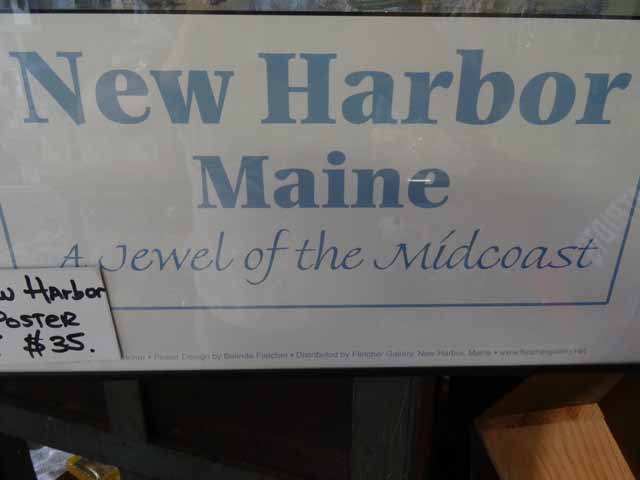 New Harbor
Maine
A Jewel of the Midcoast
w HArbor
POSTER
$35.
• Poster Design by Belinda Fletcher • Distributed by Fletcher Gallery, New Harbor, Maine •